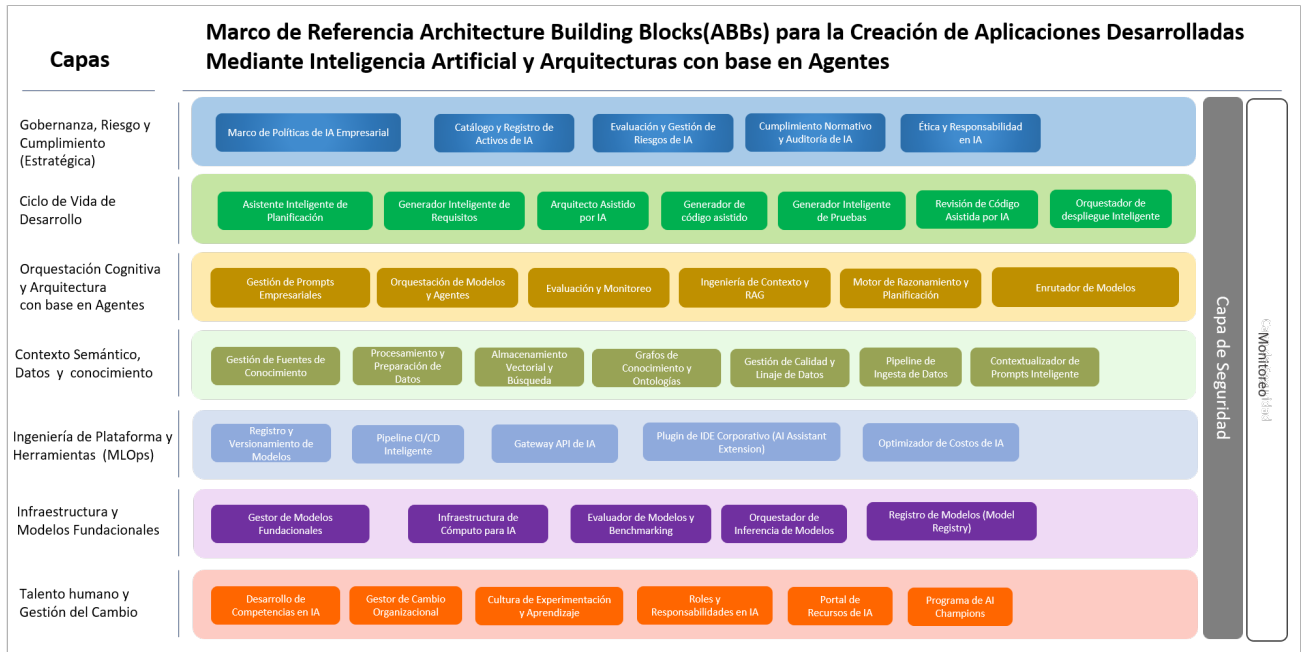 Capas
Marco de Referencia Architecture Building Blocks(ABBs) para la Creación de Aplicaciones Desarrolladas
Mediante Inteligencia Artificial y Arquitecturas con base en Agentes
Gobernanza, Riesgo y
Cumplimiento
(Estratégica)
Marco de Políticas de IA Empresarial
Catálogo y Registro de
Activos de IA
Evaluación y Gestión de
Riesgos de IA
Cumplimiento Normativo
y Auditoría de IA
Ética y Responsabilidad
en IA
Ciclo de Vida de
Desarrollo
Asistente Inteligente de
Planificación
Generador Inteligente de
Requisitos
Arquitecto Asistido
por IA
Generador de
código asistido
Generador Inteligente
de Pruebas
Revisión de Código
Asistida por IA
Orquestador de
despliegue Inteligente
Orquestación Cognitiva
y Arquitectura
con base en Agentes
Gestión de Prompts
Empresariales
Orquestación de Modelos
y Agentes
Evaluación y Monitoreo
Ingeniería de Contexto y
RAG
Motor de Razonamiento y
Planificación
Enrutador de Modelos
Contexto Semántico,
Datos y conocimiento
Gestión de Fuentes de
Conocimiento
Procesamiento y
Preparación de
Datos
Almacenamiento
Vectorial y
Búsqueda
Grafos de
Conocimiento y
Ontologías
Gestión de Calidad y
Linaje de Datos
Pipeline de
Ingesta de Datos
Contextualizador de
Prompts Inteligente
Ingeniería de Plataforma y
Herramientas (MLOps)
Registro y
Versionamiento de
Modelos
Pipeline CI/CD
Inteligente
Gateway API de IA
Plugin de IDE Corporativo (AI Assistant
Extension)
Optimizador de Costos de IA
Infraestructura y
Modelos Fundacionales
Gestor de Modelos
Fundacionales
Infraestructura de
Cómputo para IA
Evaluador de Modelos y
Benchmarking
Orquestador de
Inferencia de Modelos
Registro de Modelos (Model
Registry)
Talento humano y
Gestión del Cambio
Desarrollo de
Competencias en IA
Gestor de Cambio
Organizacional
Cultura de Experimentación
y Aprendizaje
Roles y
Responsabilidades en IA
Portal de
Recursos de IA
Programa de AI
Champions
Capa de Seguridad
Monitoreo